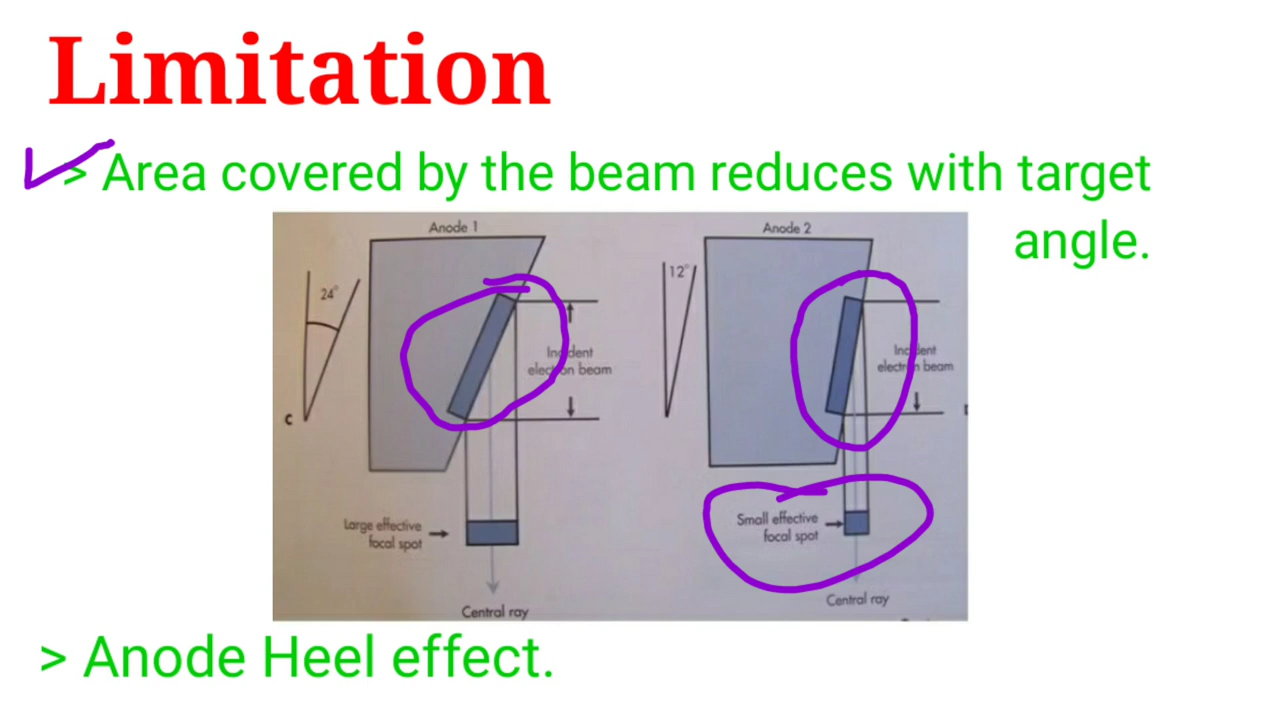 Limitation
> Area covered by the beam reduces with target
angle.
Anode 1
Anode 2
24°
12°
Incident
electron beam
Incident
electron beam
C
Large effective
focal spot
Small effective
focal spot
Central ray
Central ray
> Anode Heel effect.